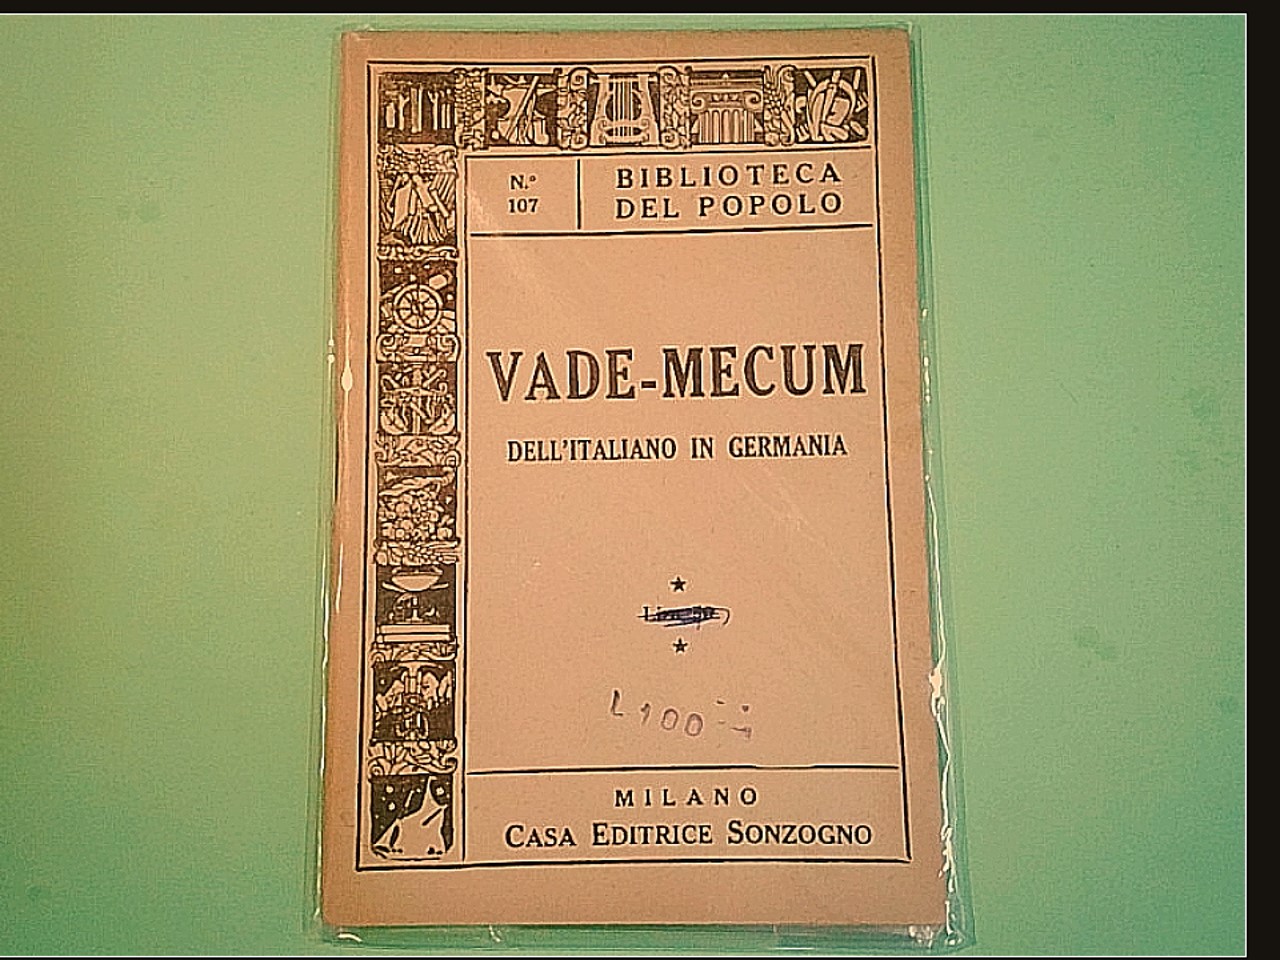 N.º
107
BIBLIOTECA
DEL POPOLO
VADE-MECUM
DELL'ITALIANO IN GERMANIA
L 100
MILANO
CASA EDITRICE SONZOGNO